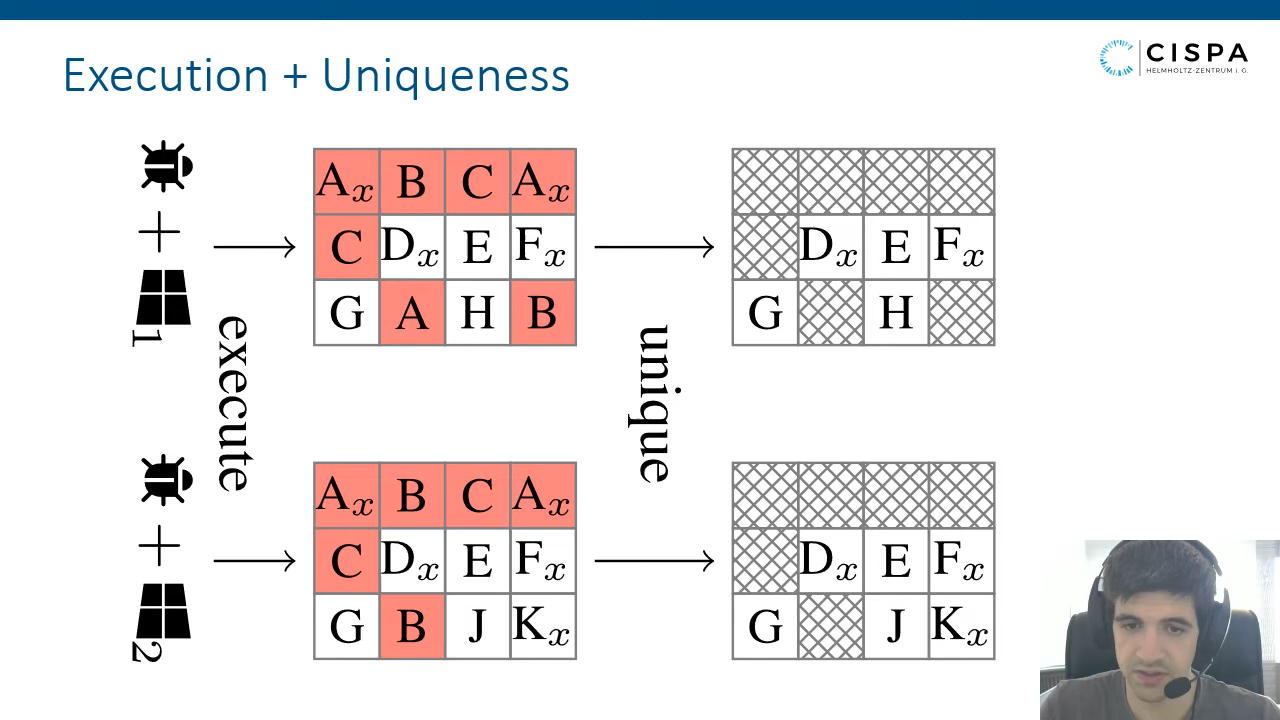 Execution + Uniqueness
CISPA
HELMHOLTZ-ZENTRUM i. G.
+
1
execute
Aₓ B C Aₓ
C Dₓ E Fₓ
G A H B
unique
Dₓ E Fₓ
G H
+
2
Aₓ B C Aₓ
C Dₓ E Fₓ
G B J Kₓ
Dₓ E Fₓ
G J Kₓ